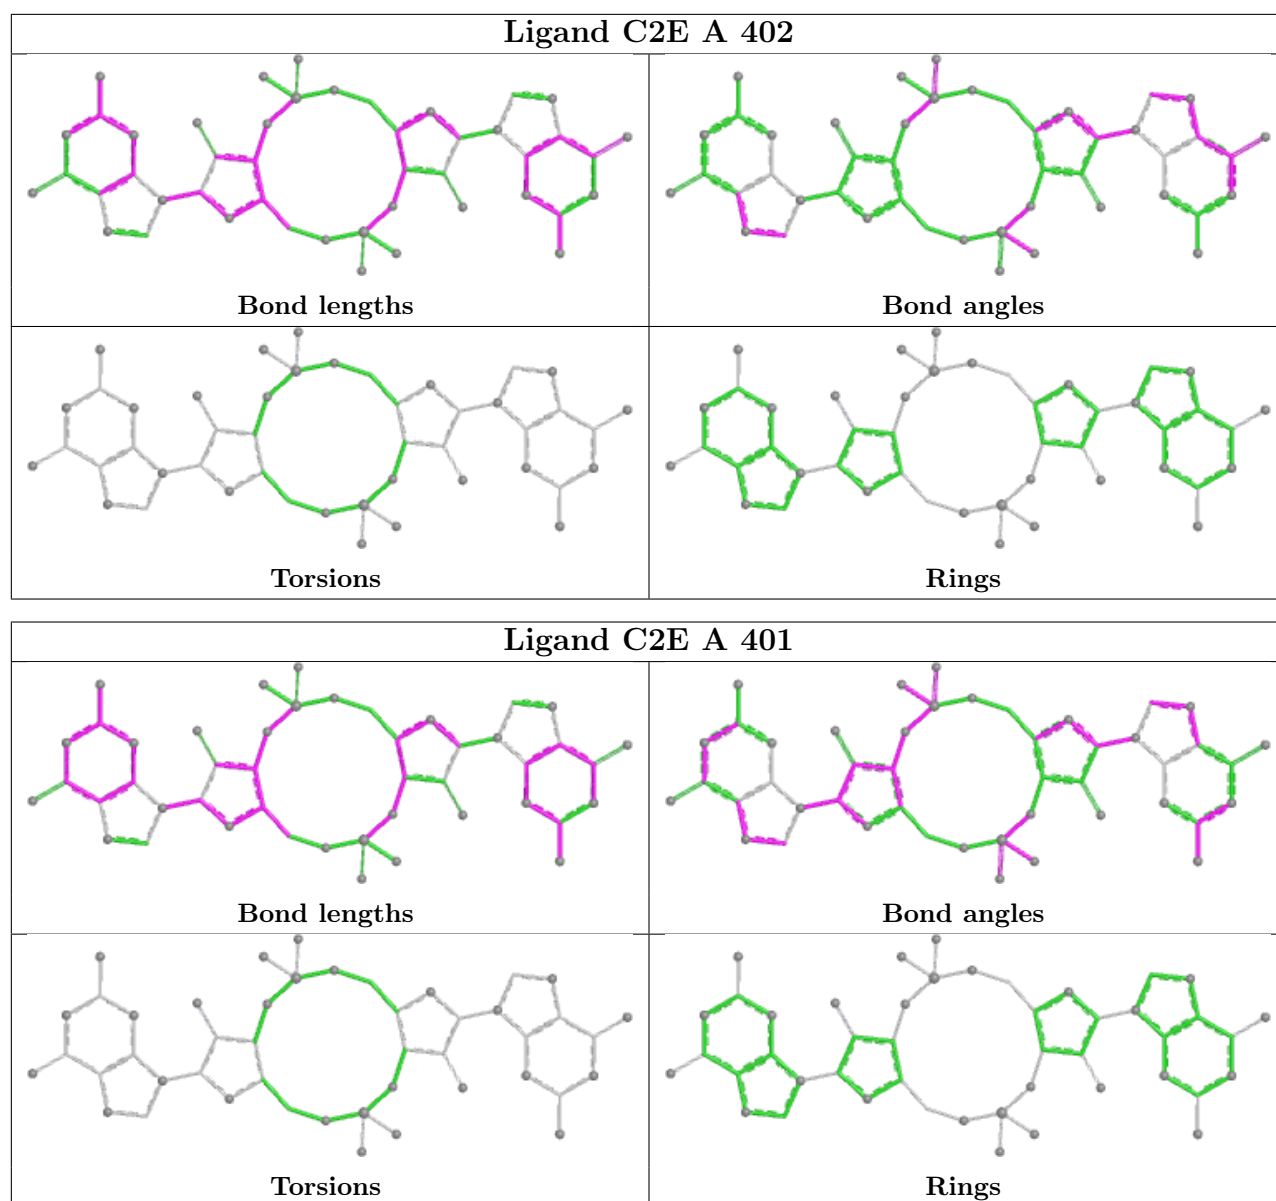 Ligand C2E A 402
Bond lengths
Bond angles
Torsions
Rings
Ligand C2E A 401
Bond lengths
Bond angles
Torsions
Rings